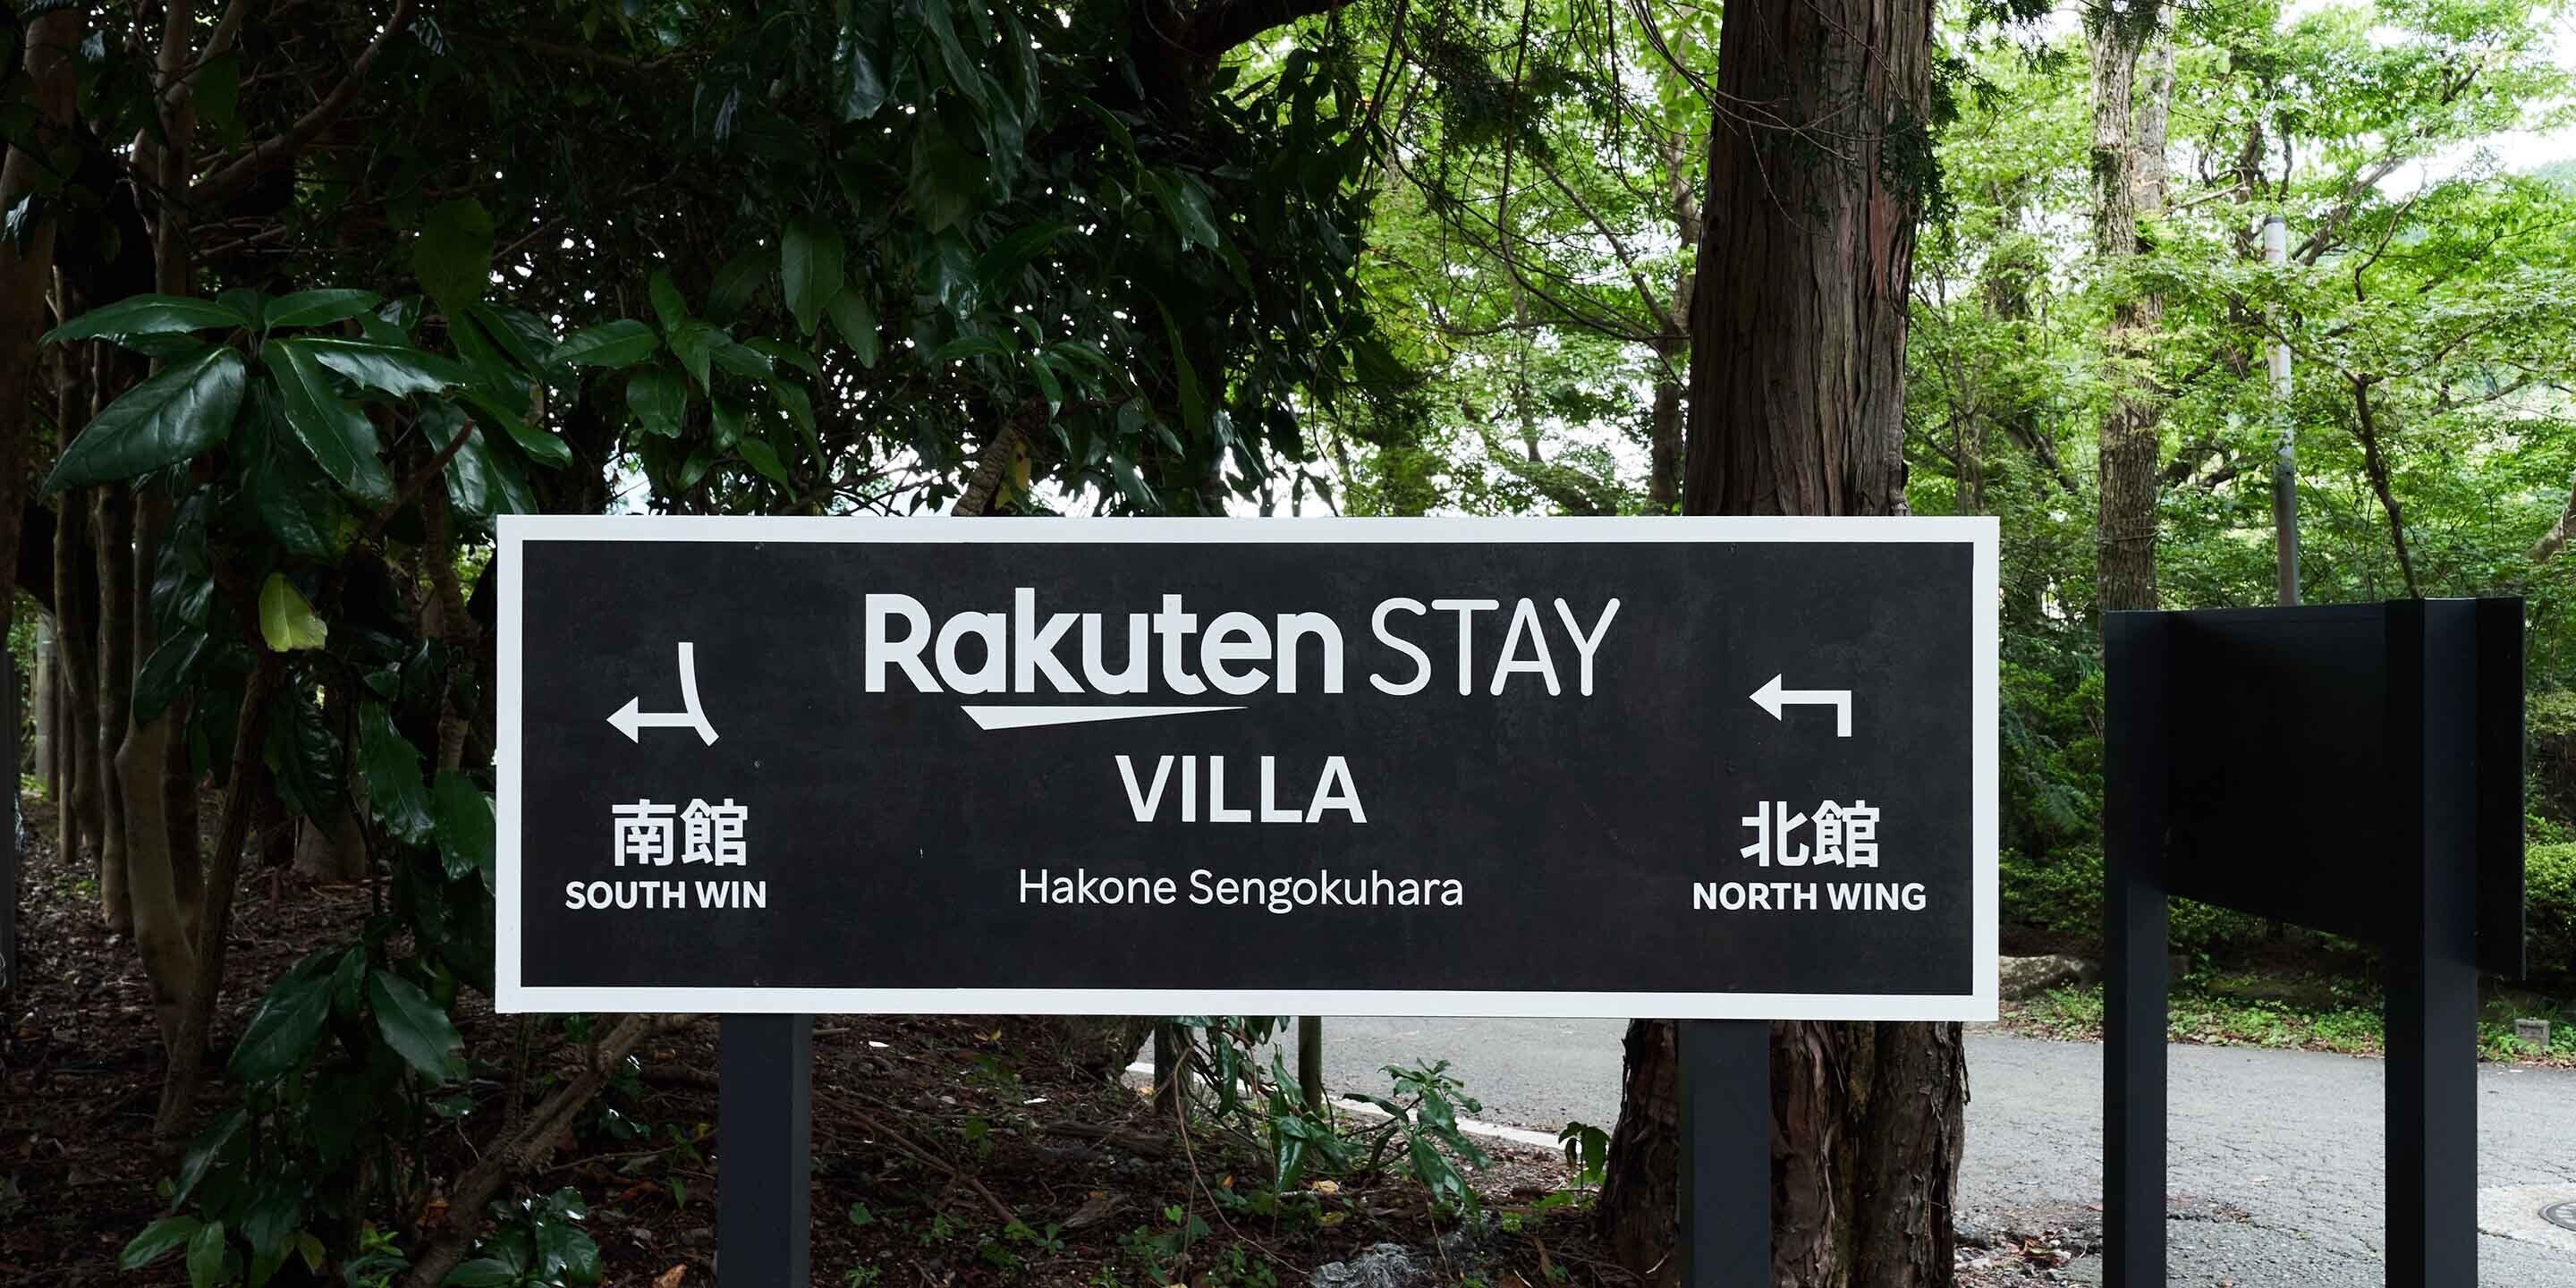 Rakuten STAY
VILLA
Hakone Sengokuhara
南館
SOUTH WIN
北館
NORTH WING